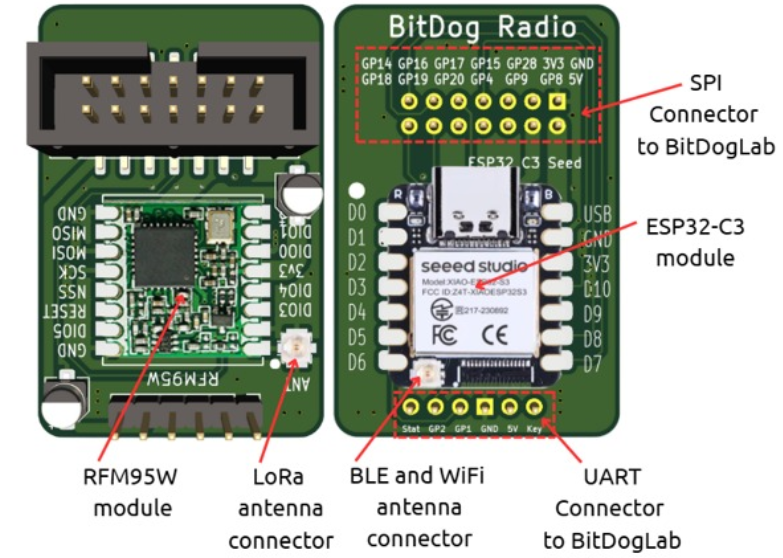 BitDog Radio
GP14 GP16 GP17 GP15 GP28 3V3 GND
GP18 GP19 GP20 GP4 GP9 GP8 5V
SPI
Connector
to BitDogLab
ESP32 C3 Seed
R
B
GND
MISO
MOSI
SCK
NSS
RESET
DIO5
GND
DIO1
DIO0
3v3
DIO4
DIO3
RFM95W
ANT
D0
D1
D2
D3
D4
D5
D6
USB
GND
3V3
D10
D9
D8
D7
seeed studio
Model:XIAO-ESP32-S3
FCC ID:Z4T-XIAOESP32S3
217-230892
FC CE
ESP32-C3
module
Stat GP2 GP1 GND 5V Key
RFM95W
module
LoRa
antenna
connector
BLE and WiFi
antenna
connector
UART
Connector
to BitDogLab